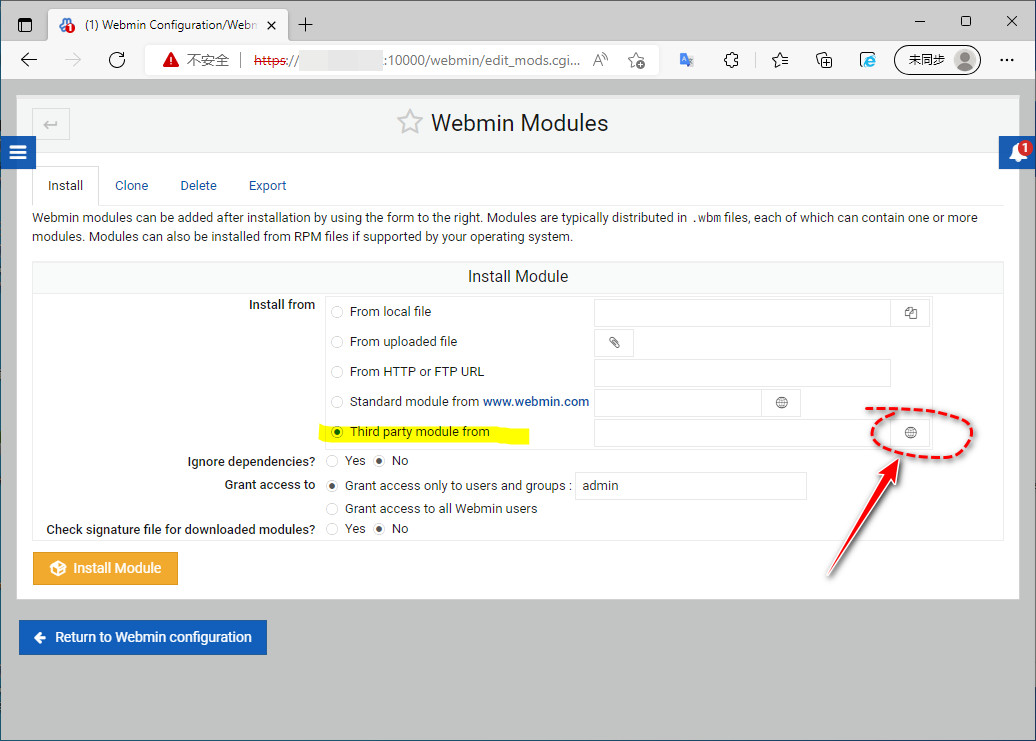 (1) Webmin Configuration/Webn
不安全
https://
:10000/webmin/edit_mods.cgi...
未同步
Webmin Modules
1
Install
Clone
Delete
Export
Webmin modules can be added after installation by using the form to the right. Modules are typically distributed in .wbm files, each of which can contain one or more
modules. Modules can also be installed from RPM files if supported by your operating system.
Install Module
Install from
From local file
From uploaded file
From HTTP or FTP URL
Standard module from www.webmin.com
Third party module from
Ignore dependencies? Yes No
Grant access to Grant access only to users and groups : admin
Grant access to all Webmin users
Check signature file for downloaded modules? Yes No
Install Module
Return to Webmin configuration